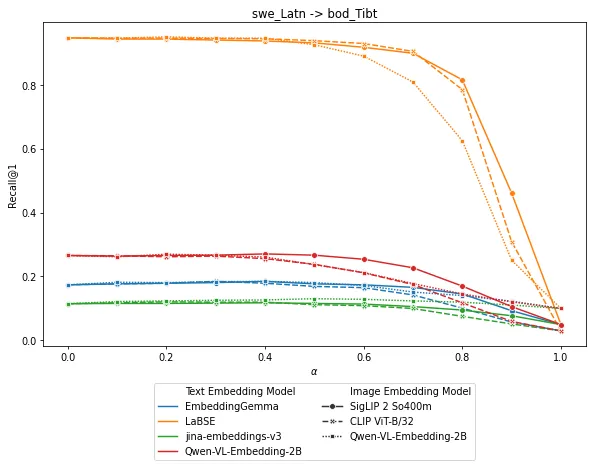 swe_Latn -> bod_Tibt
Recall@1
0.8
0.6
0.4
0.2
0.0
0.0 0.2 0.4 0.6 0.8 1.0
α
Text Embedding Model Image Embedding Model
EmbeddingGemma SigLIP 2 So400m
LaBSE CLIP ViT-B/32
jina-embeddings-v3 Qwen-VL-Embedding-2B
Qwen-VL-Embedding-2B